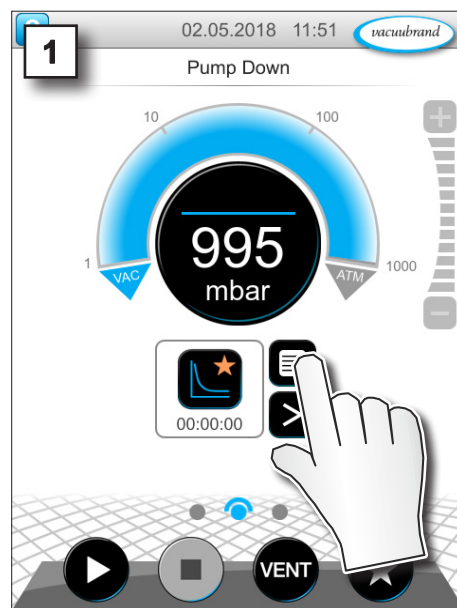 02.05.2018 11:51
vacuubrand
1
Pump Down
10
100
995
mbar
1
VAC
ATM
1000
00:00:00
VENT